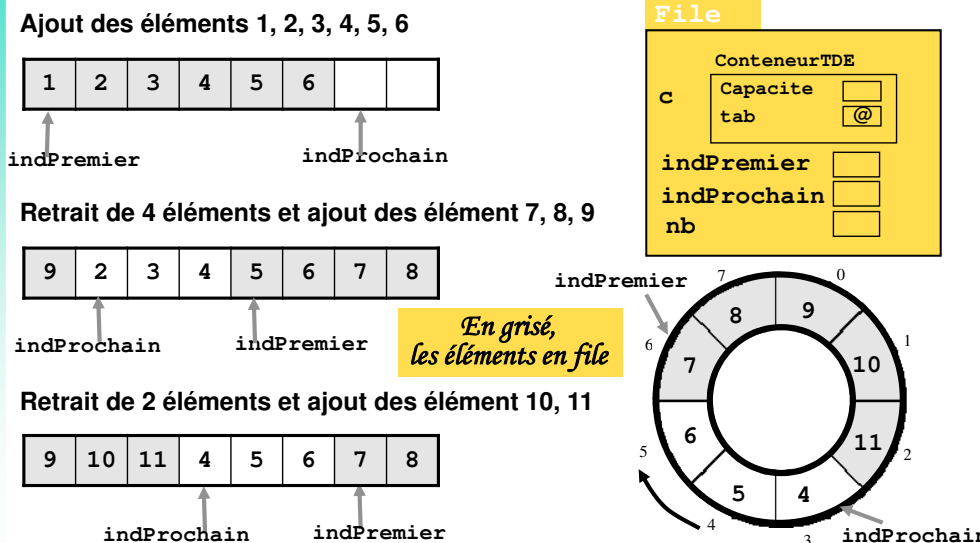 Ajout des éléments 1, 2, 3, 4, 5, 6
1 2 3 4 5 6
indPremier indProchain
Retrait de 4 éléments et ajout des élément 7, 8, 9
9 2 3 4 5 6 7 8
indProchain indPremier
En grisé,
les éléments en file
Retrait de 2 éléments et ajout des élément 10, 11
9 10 11 4 5 6 7 8
indProchain indPremier
File
ConteneurTDE
c
Capacite
tab @
indPremier
indProchain
nb
indPremier
7 0
8 9
6 1
7 10
6 11
5 2
5 4
4 3
indProchain